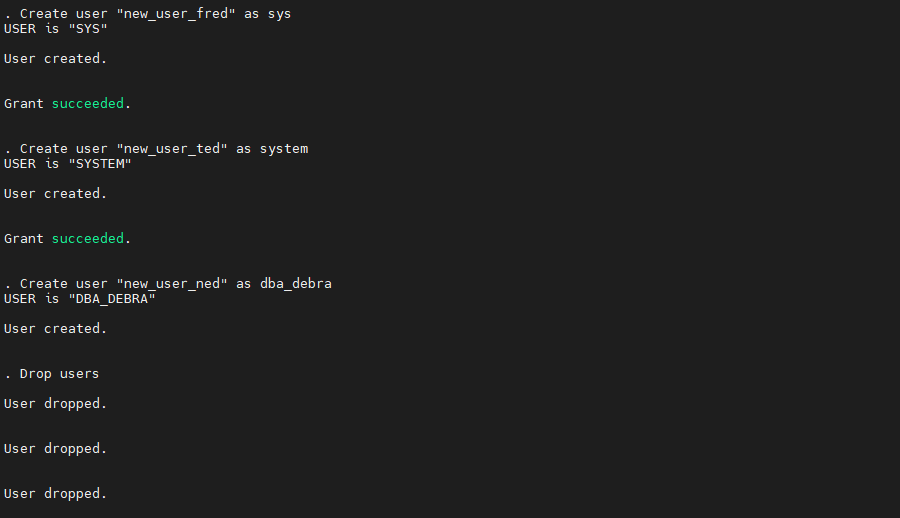 . Create user "new_user_fred" as sys
USER is "SYS"
User created.
Grant succeeded.
. Create user "new_user_ted" as system
USER is "SYSTEM"
User created.
Grant succeeded.
. Create user "new_user_ned" as dba_debra
USER is "DBA_DEBRA"
User created.
. Drop users
User dropped.
User dropped.
User dropped.